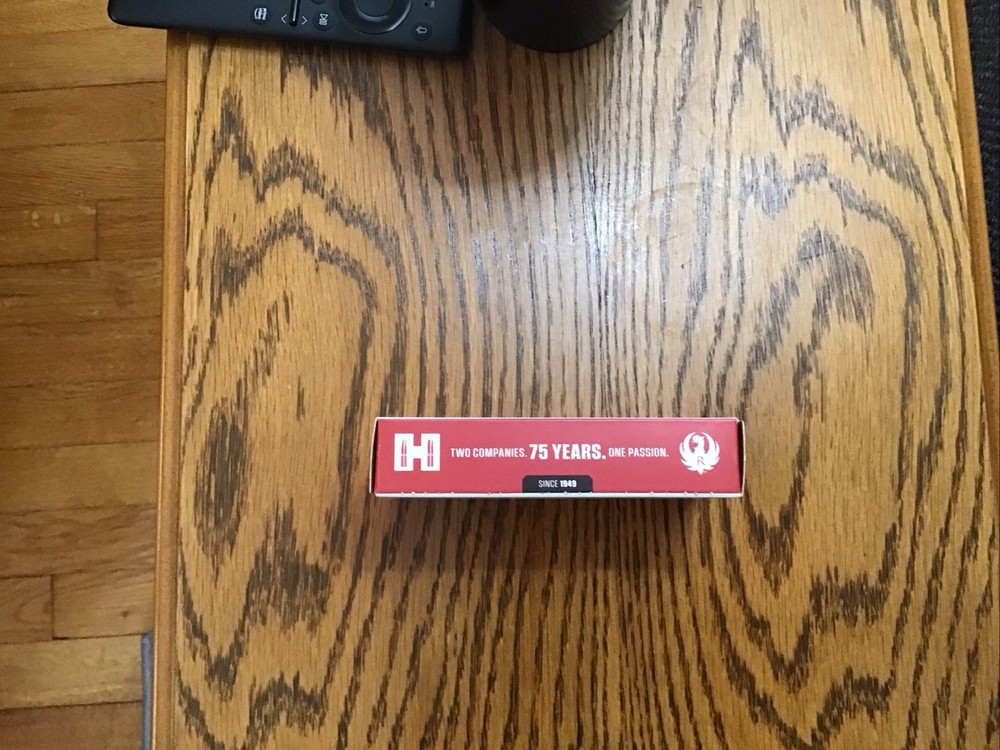 H TWO COMPANIES. 75 YEARS. ONE PASSION. R
SINCE 1949